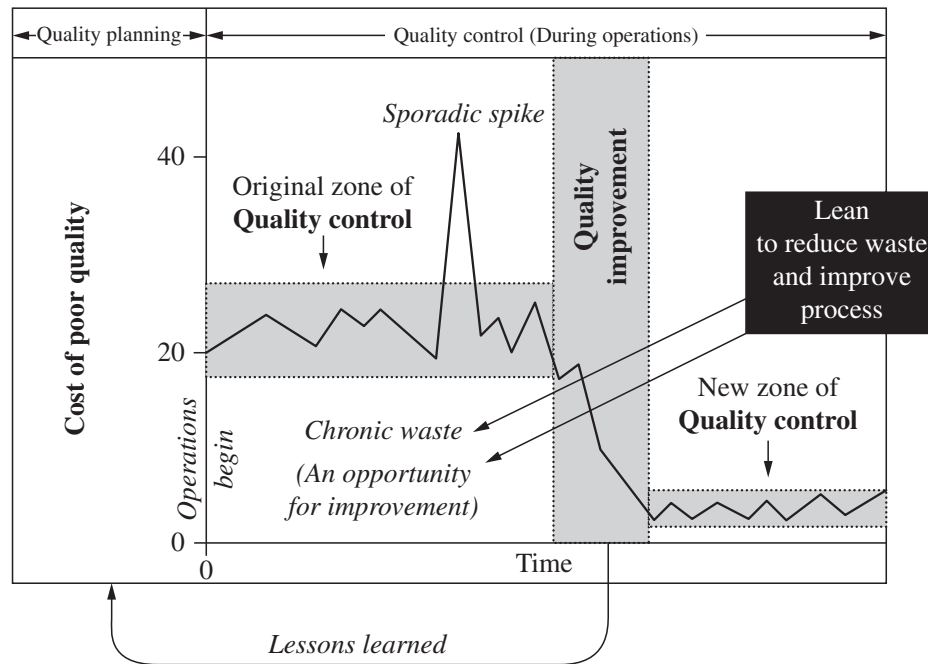 Quality planning
Quality control (During operations)
Sporadic spike
40
Original zone of
Quality control
Quality
improvement
Lean
to reduce waste
and improve
process
Cost of poor quality
20
New zone of
Quality control
Operations
begin
Chronic waste
(An opportunity
for improvement)
0
0
Time
Lessons learned